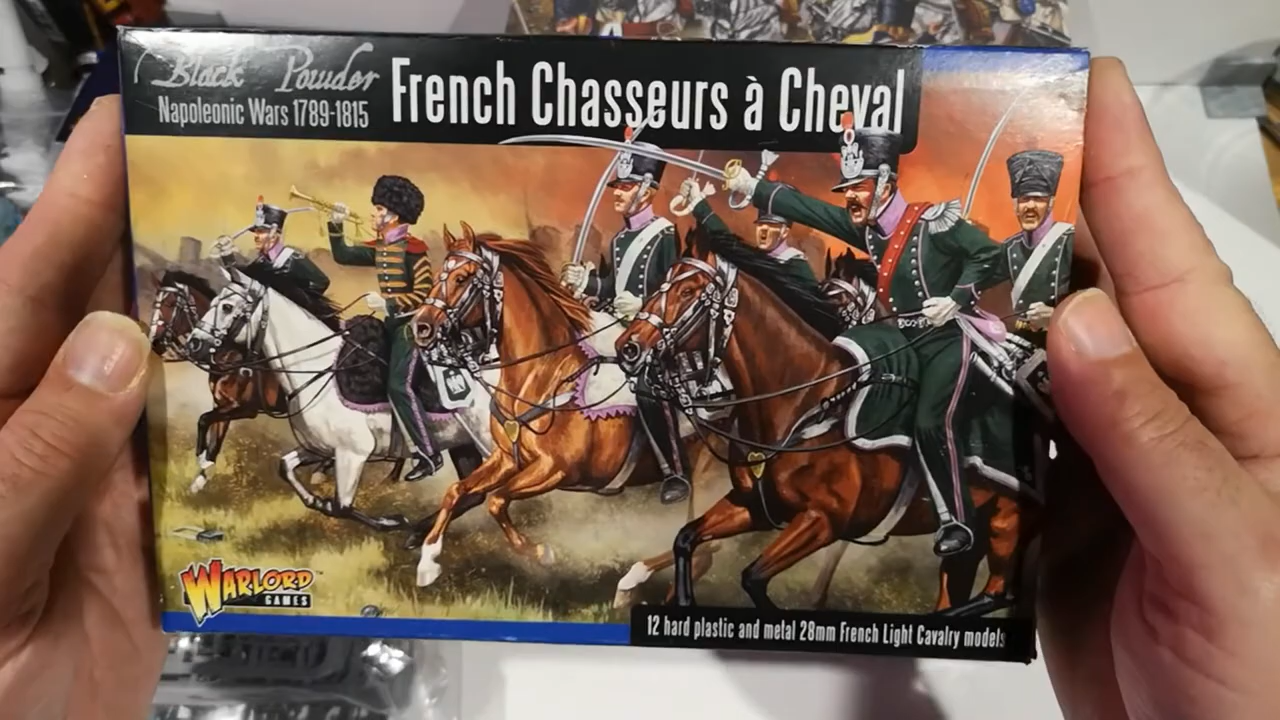 Black Powder
Napoleonic Wars 1789-1815
French Chasseurs à Cheval
WARLORD
GAMES
12 hard plastic and metal 28mm French Light Cavalry models